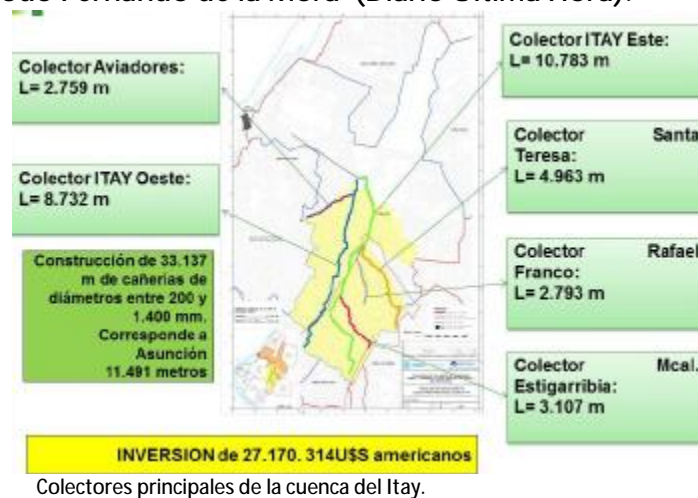 Colector Aviadores:
L= 2.759 m
Colector ITAY Oeste:
L= 8.732 m
Construcción de 33.137
m de cañerias de
diámetros entre 200 y
1.400 mm.
Corresponde a
Asunción
11.491 metros
Colector ITAY Este:
L= 10.783 m
Colector Santa
Teresa:
L= 4.963 m
Colector Rafael
Franco:
L= 2.793 m
Colector Mcal.
Estigarribia:
L= 3.107 m
INVERSION de 27.170. 314U$S americanos
Colectores principales de la cuenca del Itay.